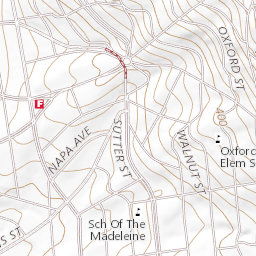 OXFORD ST
F
400
NAPA AVE
SUTTER ST
WALNUT ST
Oxford
Elem S
Sch Of The
Madeleine
S ST